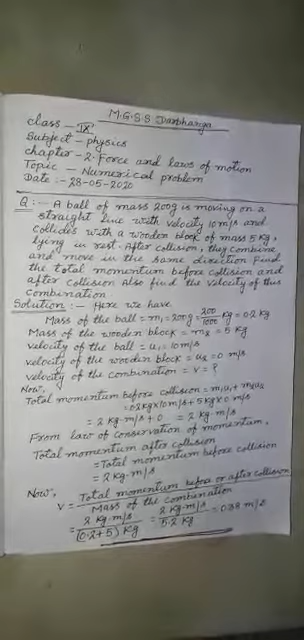 M.G.S.S Darbhanga
class - IX
Subject - physics
chapter - 2. Force and laws of motion
Topic - Numerical problem
Date :- 28-05-2020
Q:- A ball of mass 200g is moving on a
straight line with velocity 10 m/s and
collides with a wooden block of mass 5 kg,
lying in rest. After collision, they combine
and move in the same direction Find
the total momentum before collision and
after collision Also find the velocity of this
combination
Solution :- Here we have
Mass of the ball = m₁ = 200g = 200/1000 kg = 0.2 kg
Mass of the wooden block = m₂ = 5 kg
velocity of the ball = u₁ = 10 m/s
velocity of the wooden block = u₂ = 0 m/s
velocity of the combination = v = ?
Now,
Total momentum before collision = m₁u₁ + m₂u₂
= 0.2 kg x 10 m/s + 5 kg x 0 m/s
= 2 kg.m/s + 0 = 2 kg.m/s
From law of conservation of momentum,
Total momentum after collision
= Total momentum before collision
= 2 kg.m/s
Now,
v = Total momentum before or after collision / Mass of the combination
= 2 kg.m/s / (0.2+5) kg = 2 kg.m/s / 5.2 kg = 0.38 m/s